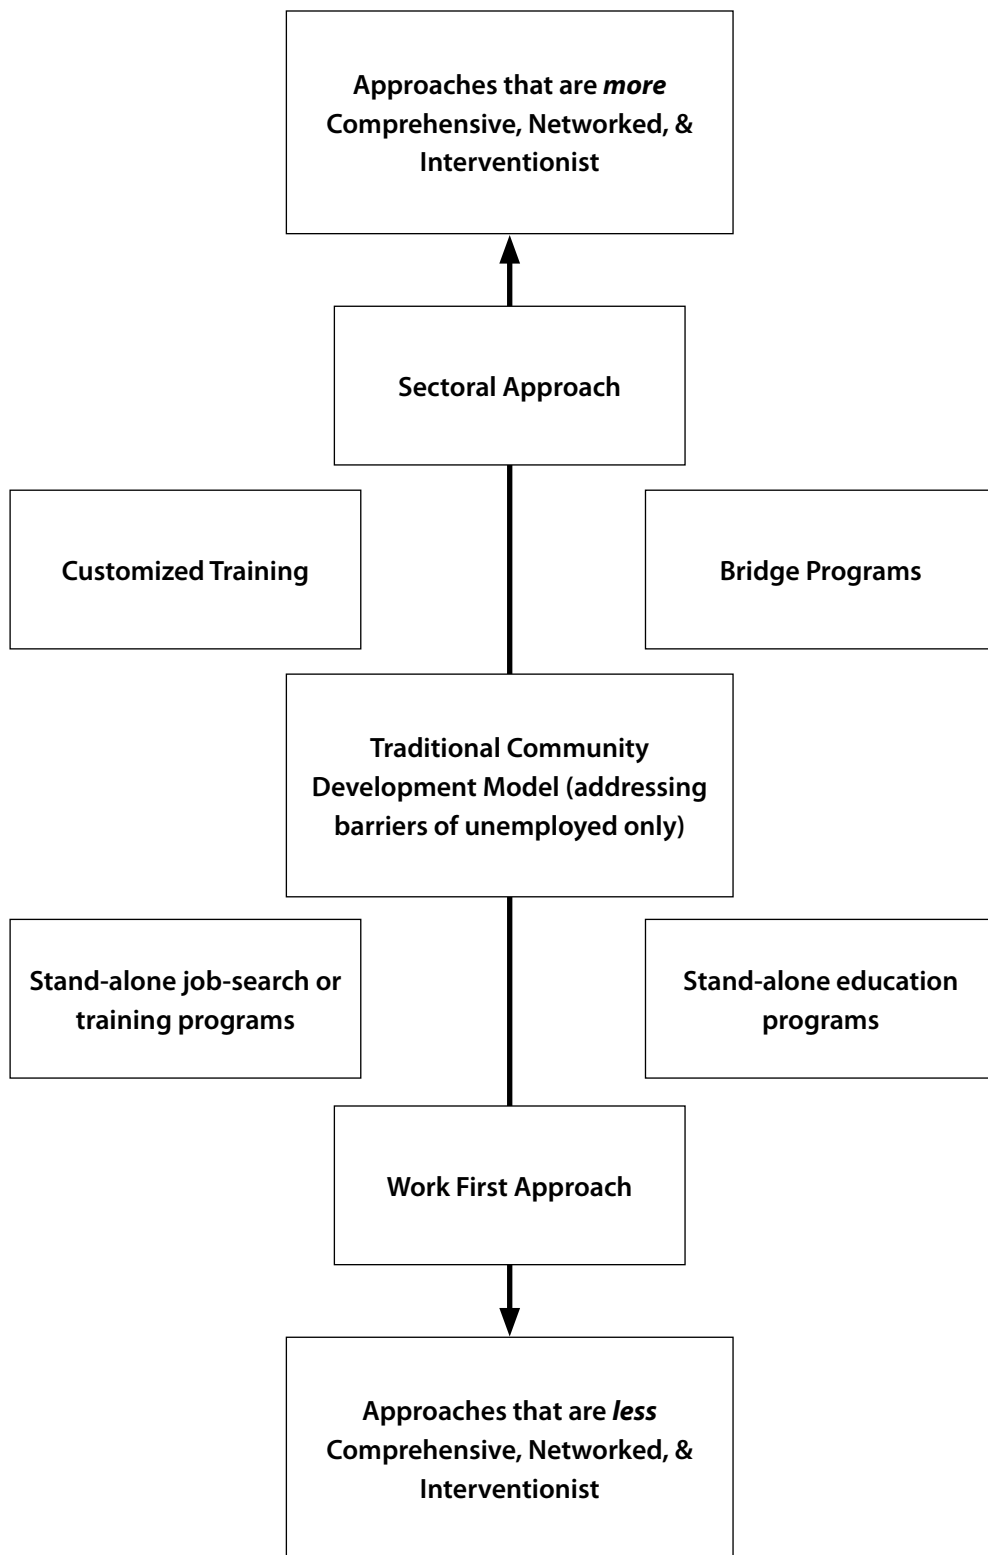 Approaches that are more
Comprehensive, Networked, &
Interventionist
Sectoral Approach
Customized Training
Bridge Programs
Traditional Community
Development Model (addressing
barriers of unemployed only)
Stand-alone job-search or
training programs
Stand-alone education
programs
Work First Approach
Approaches that are less
Comprehensive, Networked, &
Interventionist